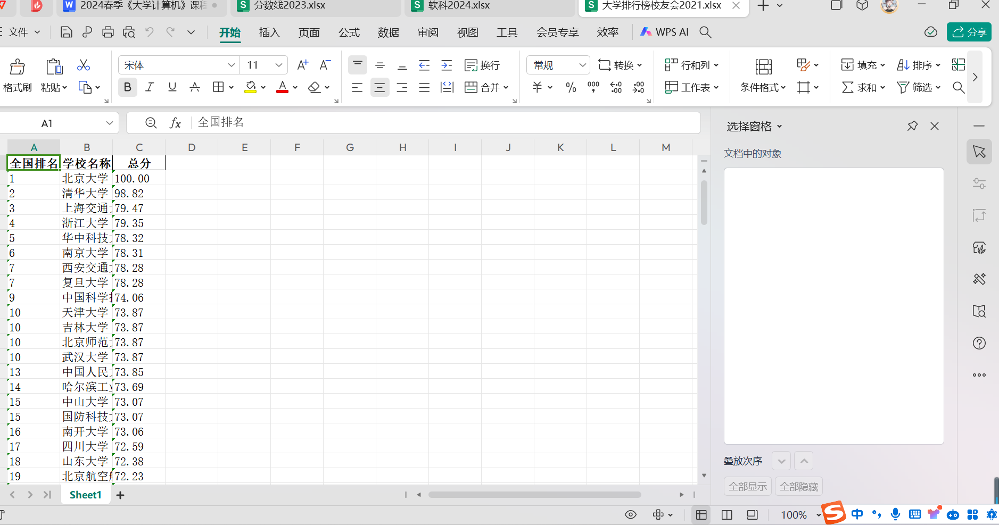 2024春季《大学计算机》课程
分数线2023.xlsx
软科2024.xlsx
大学排行榜校友会2021.xlsx
文件
开始
插入
页面
公式
数据
审阅
视图
工具
会员专享
效率
WPS AI
分享
格式刷
粘贴
宋体
11
换行
合并
常规
转换
行和列
工作表
条件格式
填充
求和
排序
筛选
A1
全国排名
选择窗格
文档中的对象
A B C D E F G H I J K L M
全国排名 学校名称 总分
1 北京大学 100.00
2 清华大学 98.82
3 上海交通 79.47
4 浙江大学 79.35
5 华中科技 78.32
6 南京大学 78.31
7 西安交通 78.28
7 复旦大学 78.28
9 中国科学 74.06
10 天津大学 73.87
10 吉林大学 73.87
10 北京师范 73.87
10 武汉大学 73.87
13 中国人民 73.85
14 哈尔滨工 73.69
15 中山大学 73.07
15 国防科技 73.07
16 南开大学 73.06
17 四川大学 72.59
18 山东大学 72.38
19 北京航空 72.23
叠放次序
全部显示
全部隐藏
Sheet1
100%
中